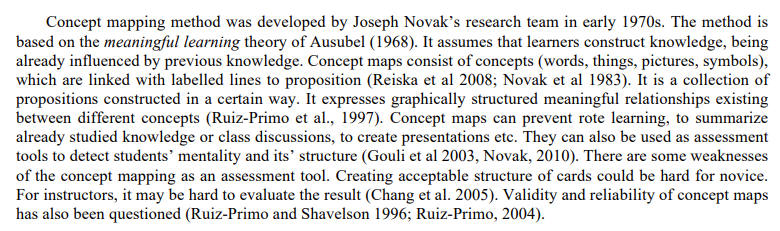 Concept mapping method was developed by Joseph Novak’s research team in early 1970s. The method is
based on the meaningful learning theory of Ausubel (1968). It assumes that learners construct knowledge, being
already influenced by previous knowledge. Concept maps consist of concepts (words, things, pictures, symbols),
which are linked with labelled lines to proposition (Reiska et al 2008; Novak et al 1983). It is a collection of
propositions constructed in a certain way. It expresses graphically structured meaningful relationships existing
between different concepts (Ruiz-Primo et al., 1997). Concept maps can prevent rote learning, to summarize
already studied knowledge or class discussions, to create presentations etc. They can also be used as assessment
tools to detect students’ mentality and its’ structure (Gouli et al 2003, Novak, 2010). There are some weaknesses
of the concept mapping as an assessment tool. Creating acceptable structure of cards could be hard for novice.
For instructors, it may be hard to evaluate the result (Chang et al. 2005). Validity and reliability of concept maps
has also been questioned (Ruiz-Primo and Shavelson 1996; Ruiz-Primo, 2004).